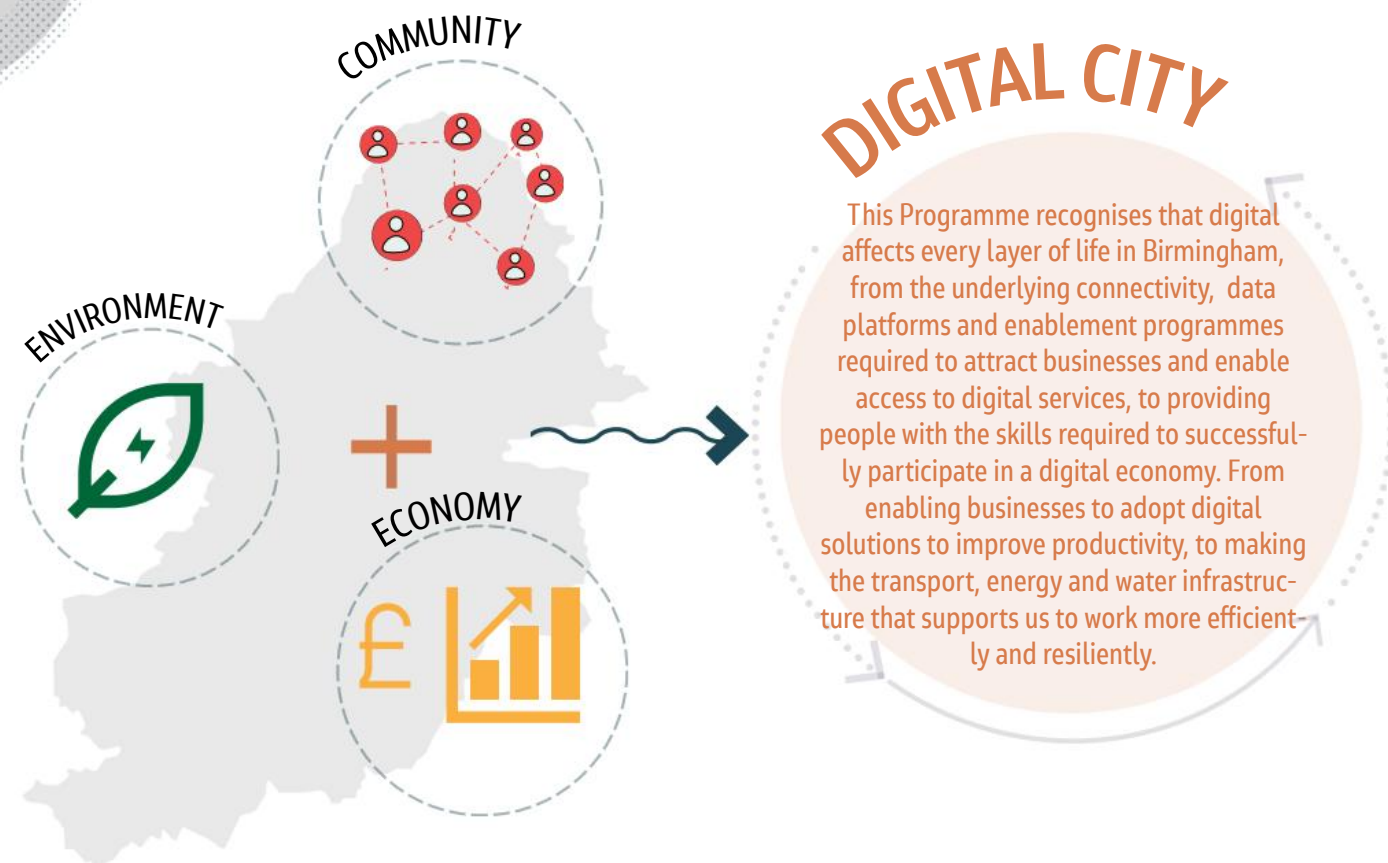 COMMUNITY
ENVIRONMENT
ECONOMY
£
DIGITAL CITY
This Programme recognises that digital
affects every layer of life in Birmingham,
from the underlying connectivity, data
platforms and enablement programmes
required to attract businesses and enable
access to digital services, to providing
people with the skills required to successful-
ly participate in a digital economy. From
enabling businesses to adopt digital
solutions to improve productivity, to making
the transport, energy and water infrastruc-
ture that supports us to work more efficient-
ly and resiliently.